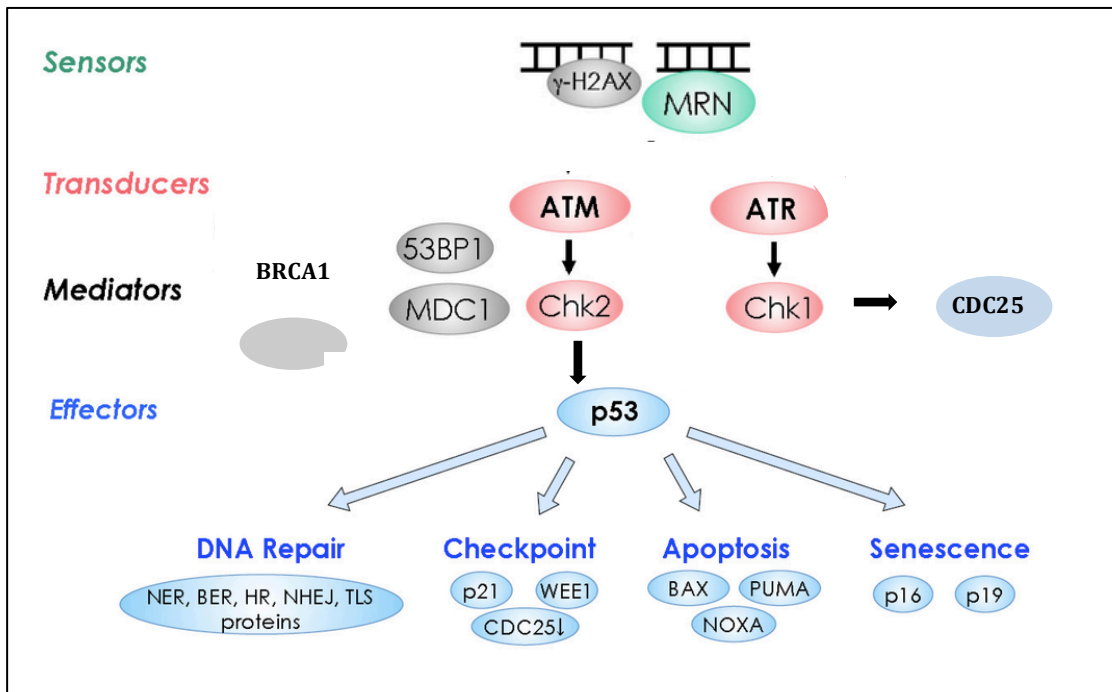 Sensors
γ-H2AX
MRN
Transducers
ATM
ATR
53BP1
BRCA1
Mediators
MDC1
Chk2
Chk1
CDC25
Effectors
p53
DNA Repair
Checkpoint
Apoptosis
Senescence
NER, BER, HR, NHEJ, TLS
proteins
p21
WEE1
CDC25↓
BAX
PUMA
NOXA
p16
p19